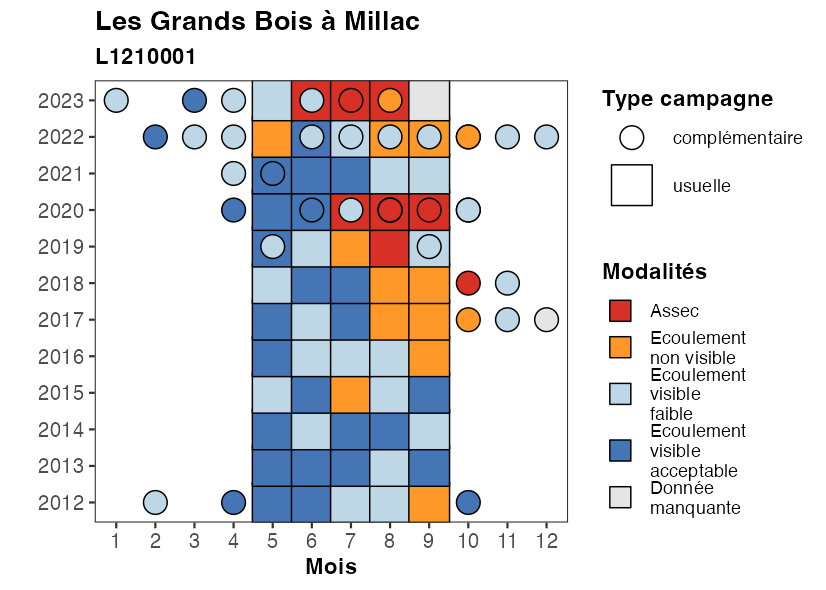 Les Grands Bois à Millac
L1210001
2023
2022
2021
2020
2019
2018
2017
2016
2015
2014
2013
2012
1 2 3 4 5 6 7 8 9 10 11 12
Mois
Type campagne
complémentaire
usuelle
Modalités
Assec
Ecoulement
non visible
Ecoulement
visible
faible
Ecoulement
visible
acceptable
Donnée
manquante